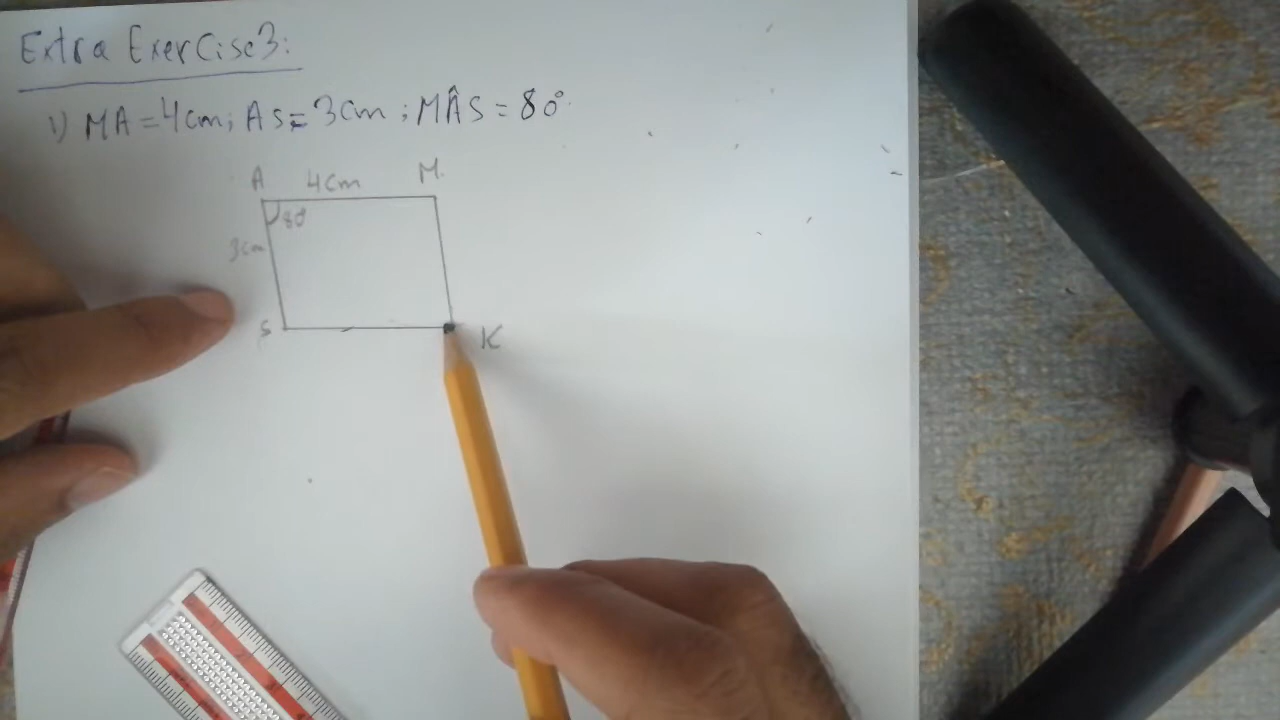 Extra Exercise3:
1) MA = 4cm; AS = 3cm ; MÂS = 80°
A 4cm M
80°
3cm
S K